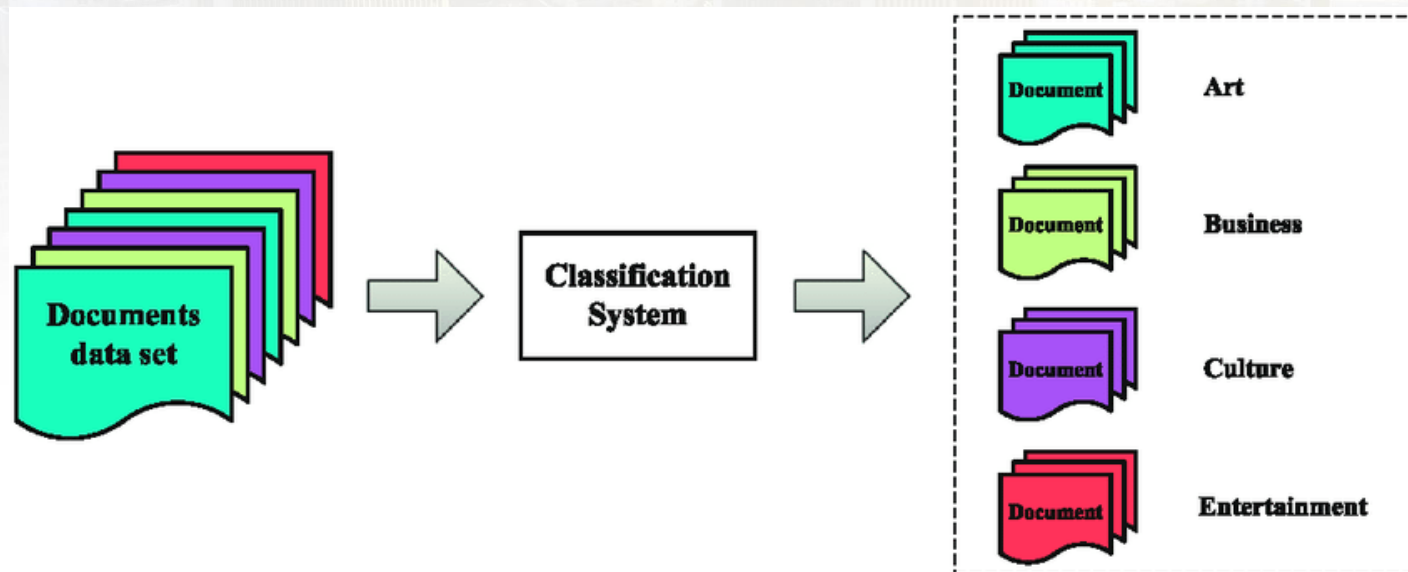 Documents
data set
Classification
System
Document
Art
Document
Business
Document
Culture
Document
Entertainment